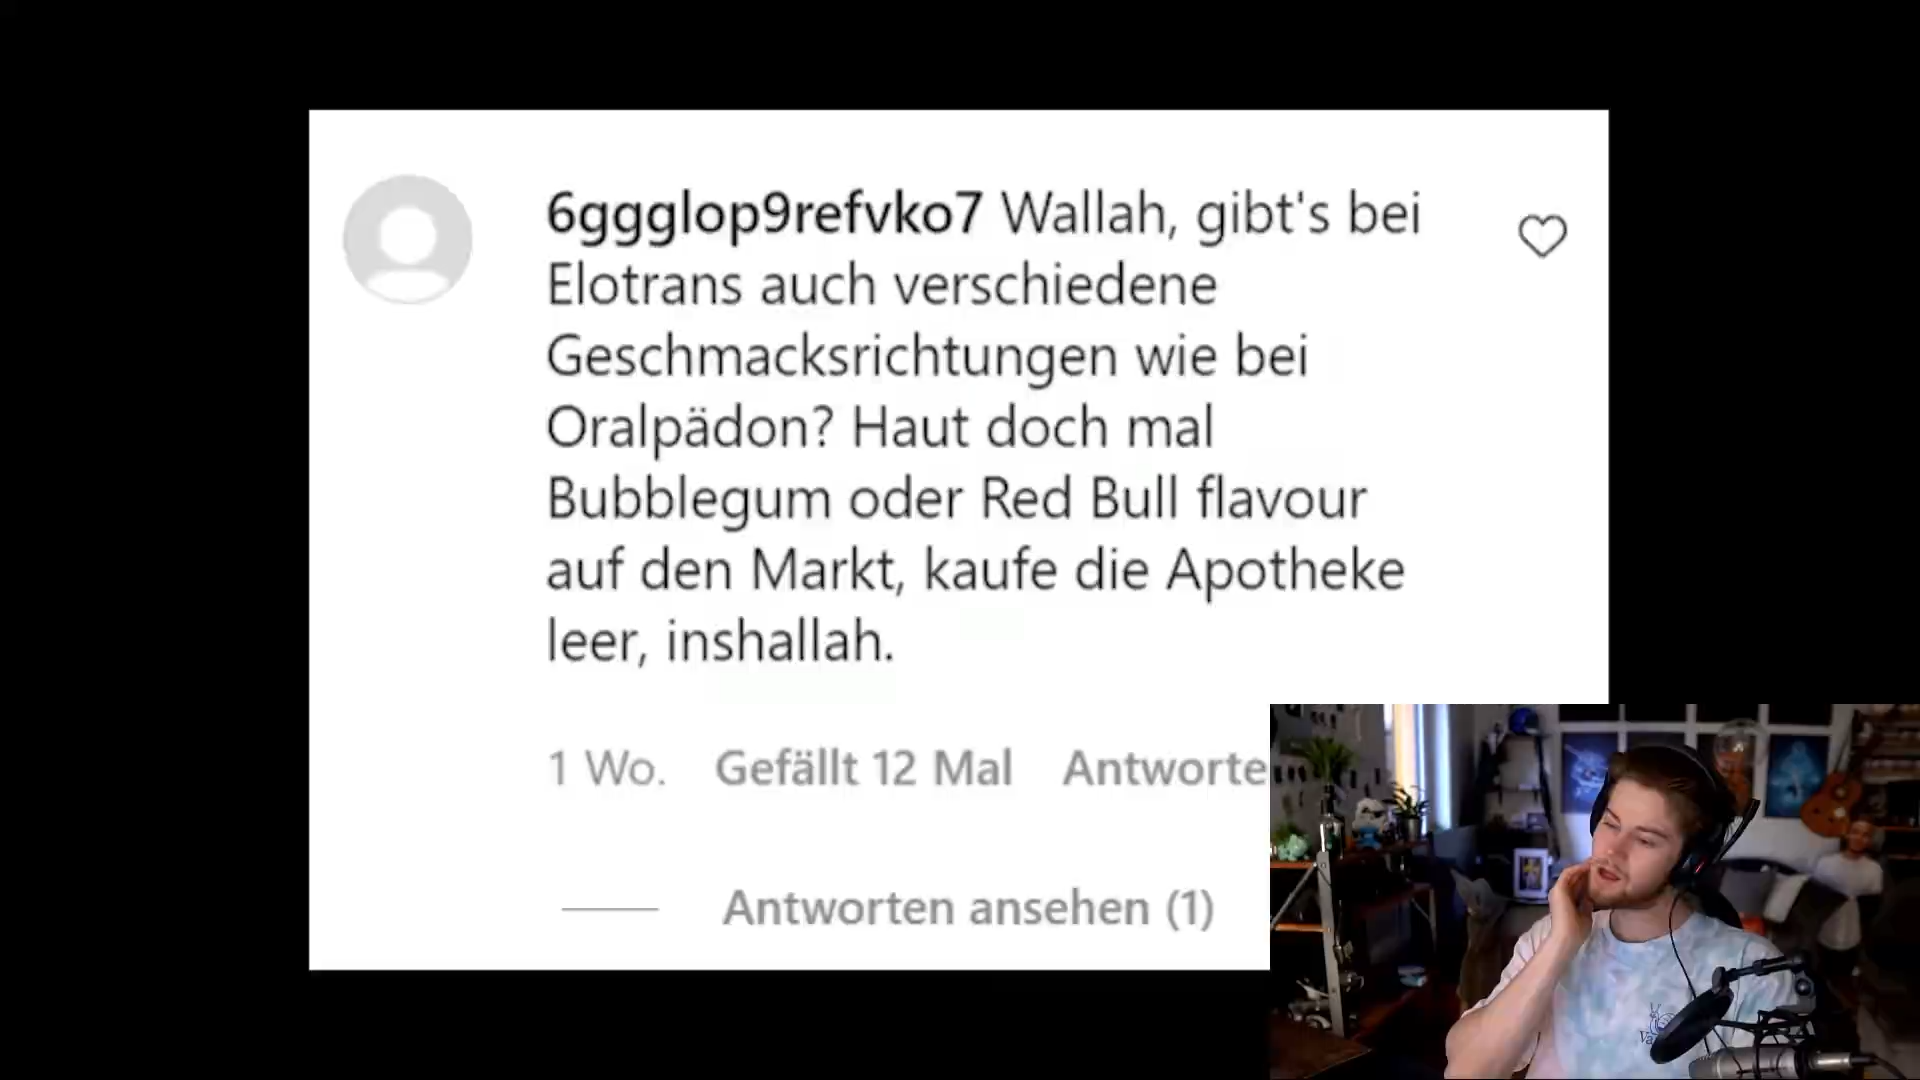 6ggglop9refvko7 Wallah, gibt's bei
Elotrans auch verschiedene
Geschmacksrichtungen wie bei
Oralpädon? Haut doch mal
Bubblegum oder Red Bull flavour
auf den Markt, kaufe die Apotheke
leer, inshallah.
1 Wo. Gefällt 12 Mal Antworte
Antworten ansehen (1)